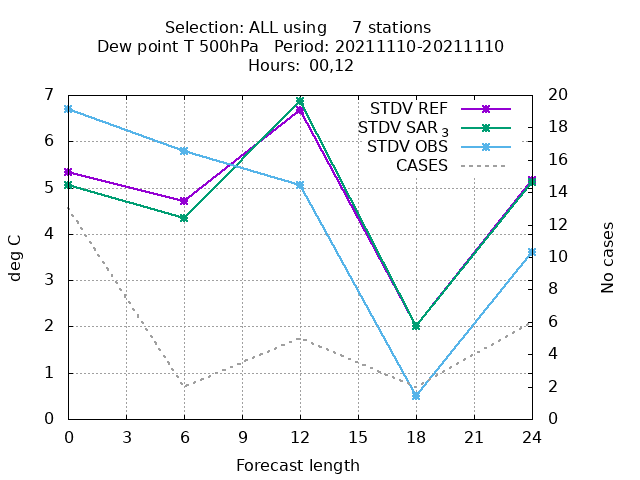 Selection: ALL using     7 stations
Dew point T 500hPa   Period: 20211110-20211110
Hours: 00,12
7 20
STDV REF
STDV SAR 3
STDV OBS
CASES
6 18
5 16
4 14
3 12
2 10
1 8
0 6
4
2
0
deg C
No cases
0 3 6 9 12 15 18 21 24
Forecast length